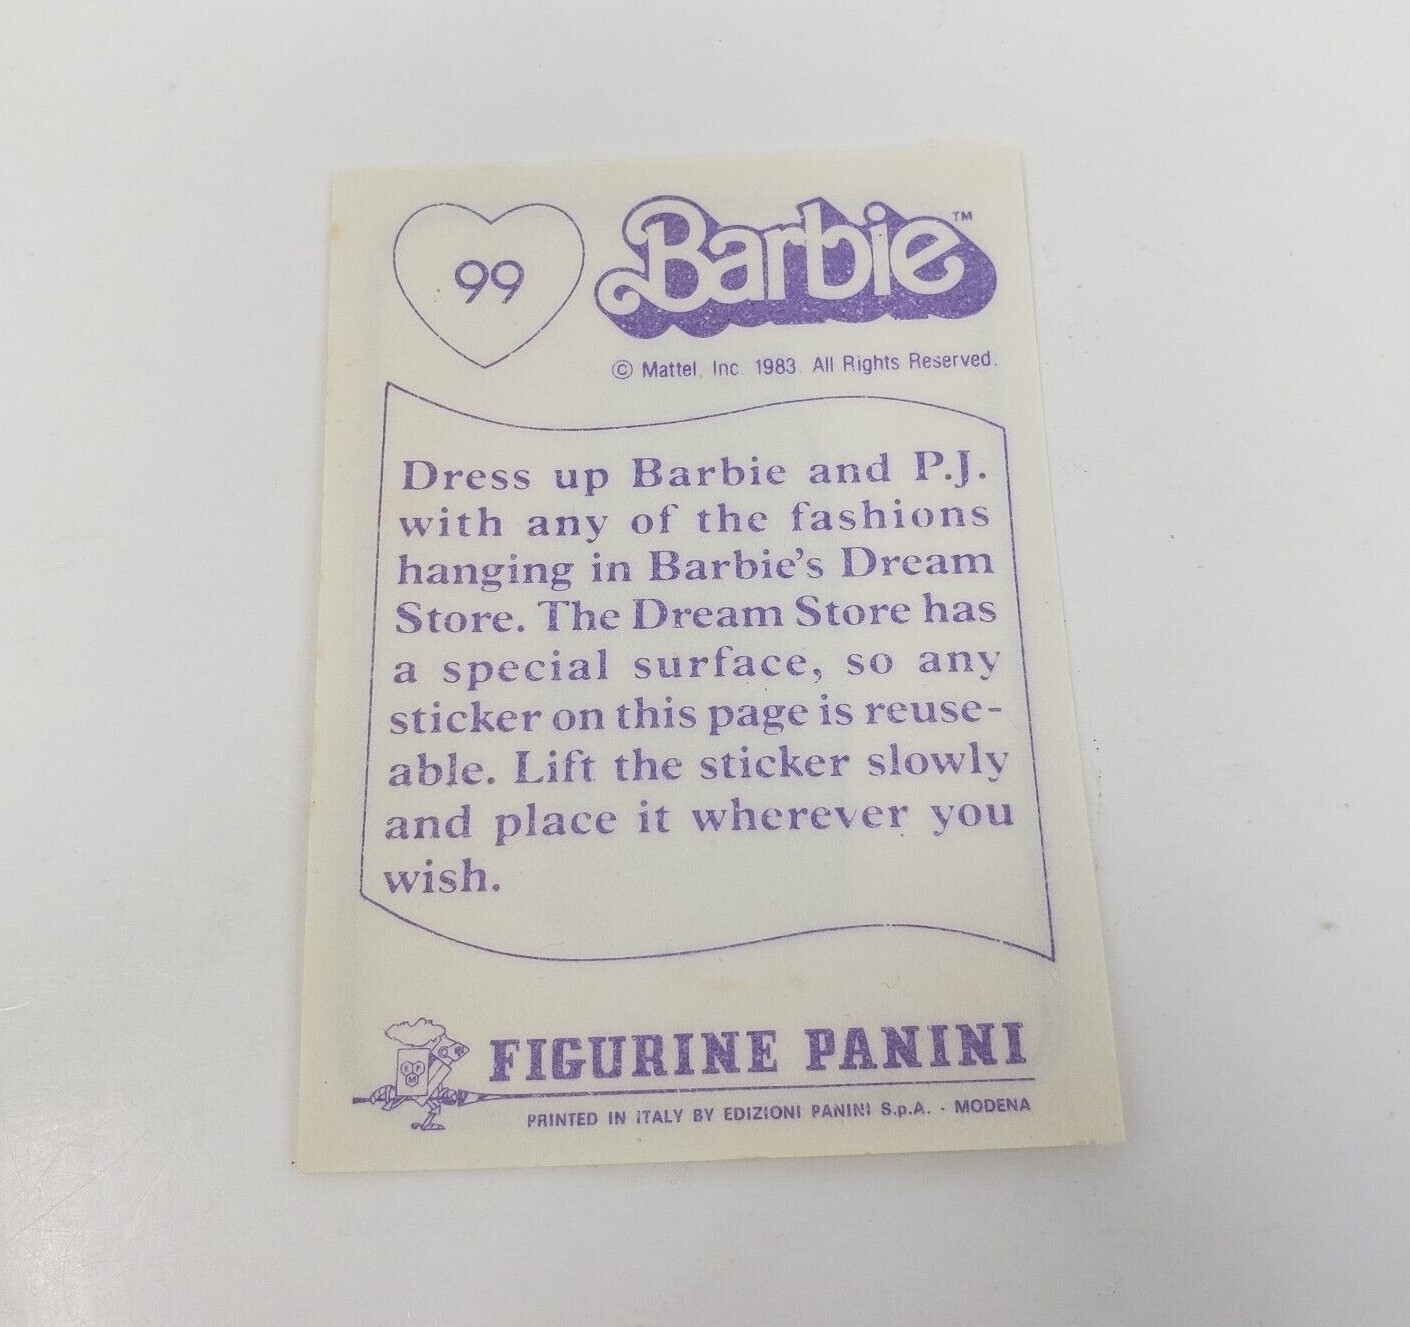 99
Barbie™
© Mattel, Inc. 1983. All Rights Reserved.
Dress up Barbie and P.J.
with any of the fashions
hanging in Barbie's Dream
Store. The Dream Store has
a special surface, so any
sticker on this page is reuse-
able. Lift the sticker slowly
and place it wherever you
wish.
FIGURINE PANINI
PRINTED IN ITALY BY EDIZIONI PANINI S.p.A. - MODENA